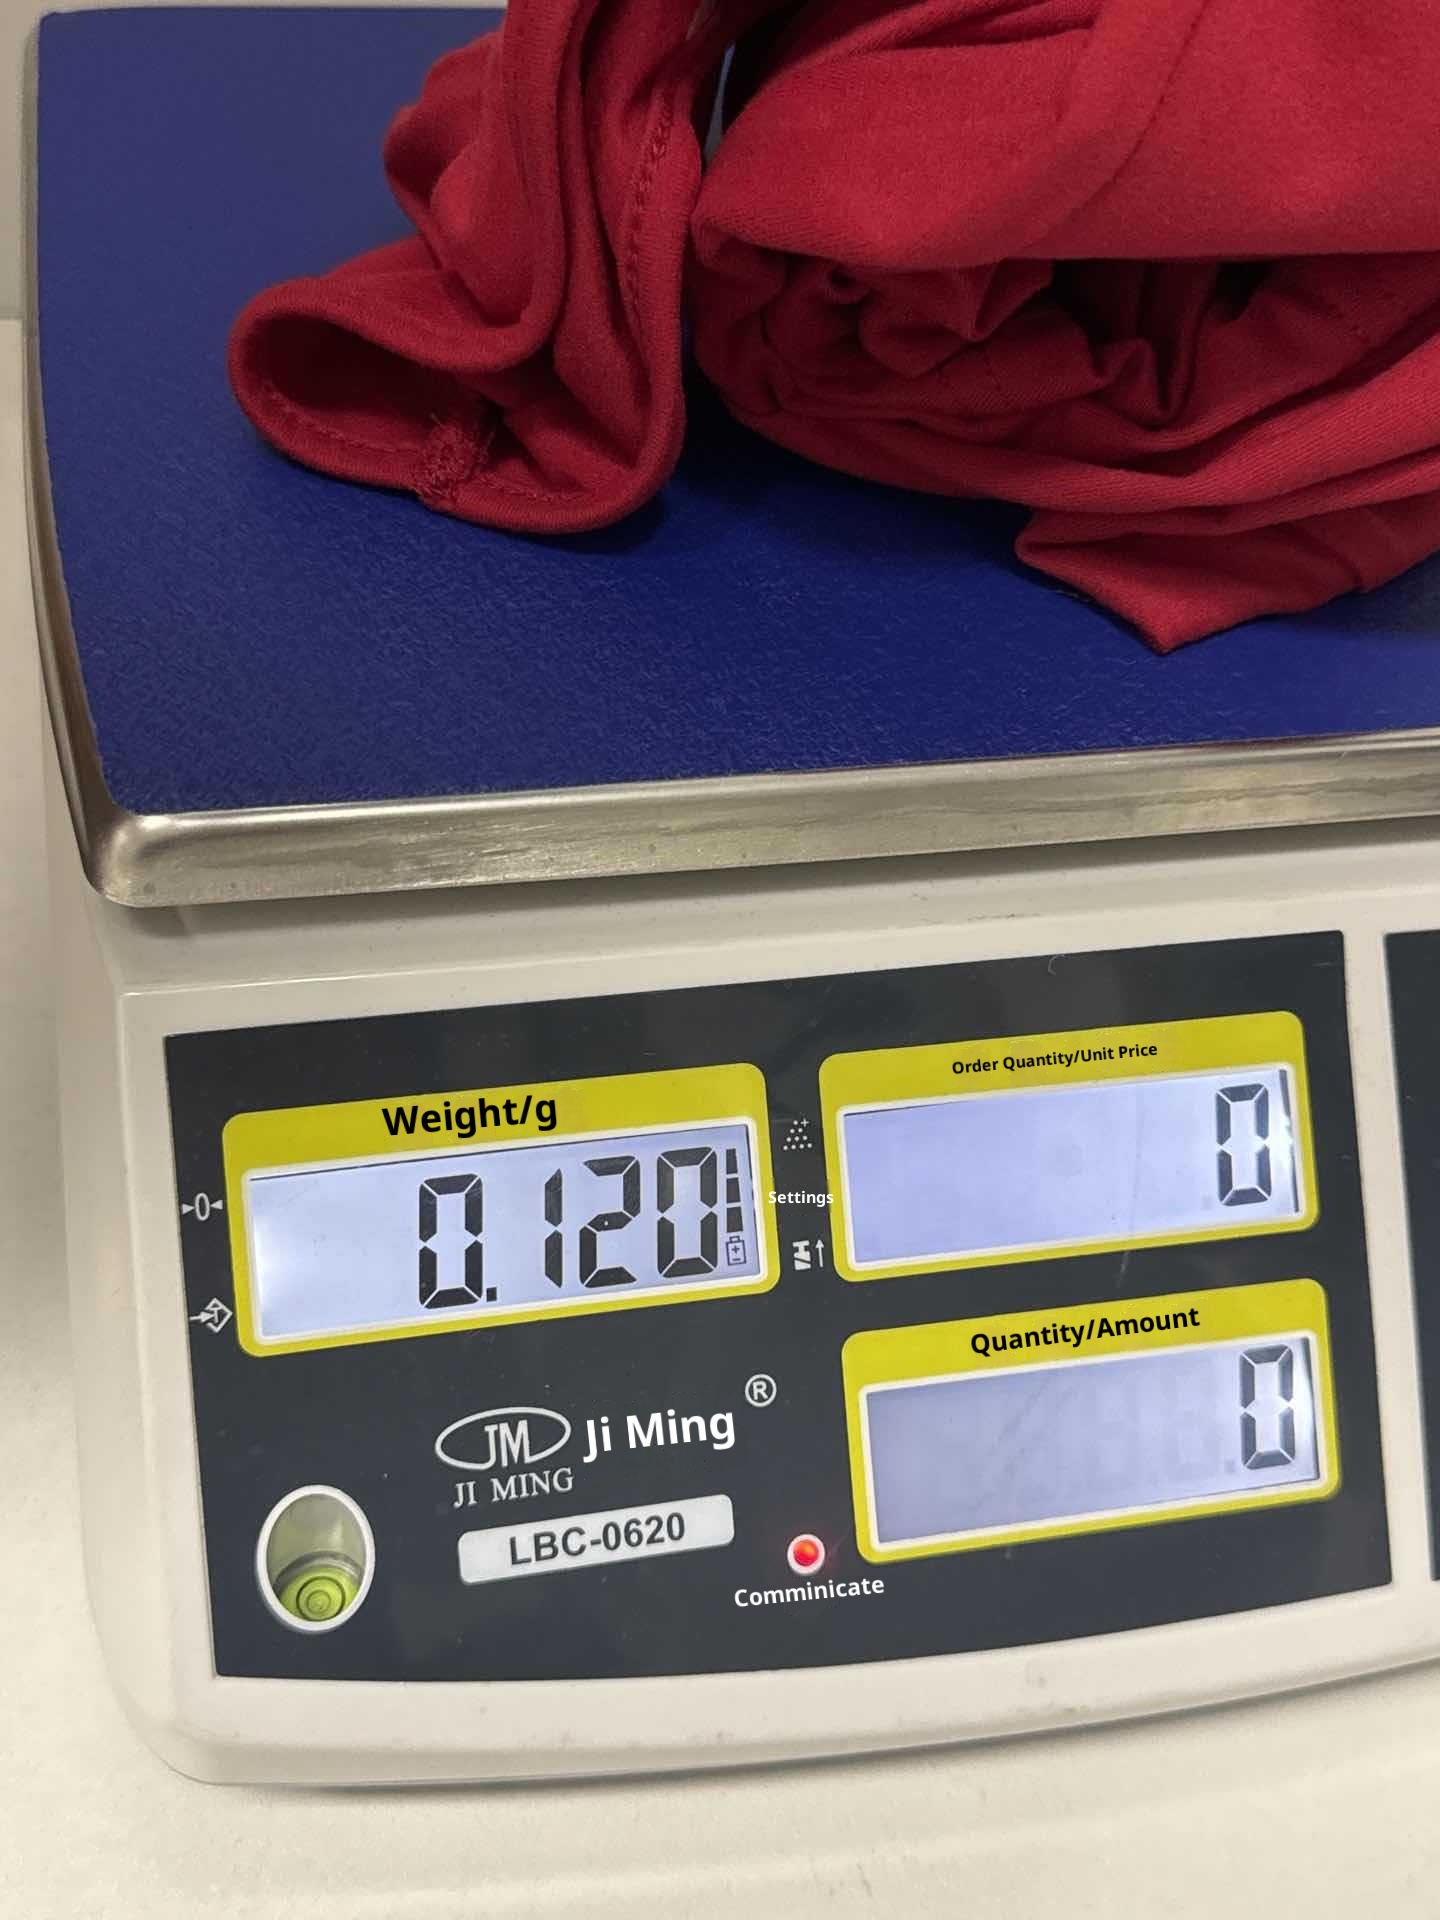 Weight/g
0.120
Order Quantity/Unit Price
0
Settings
Quantity/Amount
0
JM Ji Ming ®
JI MING
LBC-0620
Comminicate
►0◄